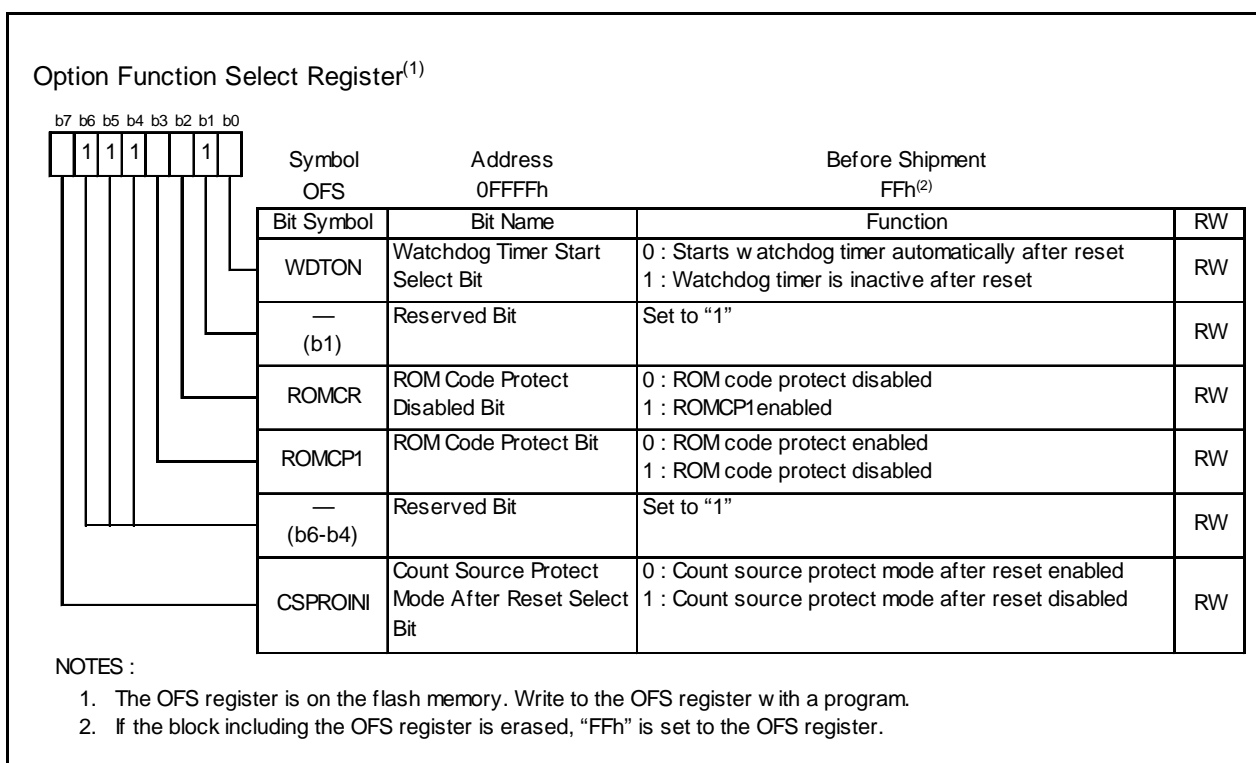 Option Function Select Register(1)
b7 b6 b5 b4 b3 b2 b1 b0
1 1 1 1
Symbol Address Before Shipment
OFS 0FFFFh FFh(2)
Bit Symbol Bit Name Function RW
WDTON Watchdog Timer Start Select Bit 0 : Starts watchdog timer automatically after reset RW
1 : Watchdog timer is inactive after reset
— (b1) Reserved Bit Set to “1” RW
ROMCR ROM Code Protect Disabled Bit 0 : ROM code protect disabled RW
1 : ROMCP1enabled
ROMCP1 ROM Code Protect Bit 0 : ROM code protect enabled RW
1 : ROM code protect disabled
— (b6-b4) Reserved Bit Set to “1” RW
CSPROINI Count Source Protect Mode After Reset Select Bit 0 : Count source protect mode after reset enabled RW
1 : Count source protect mode after reset disabled
NOTES :
1. The OFS register is on the flash memory. Write to the OFS register with a program.
2. If the block including the OFS register is erased, “FFh” is set to the OFS register.